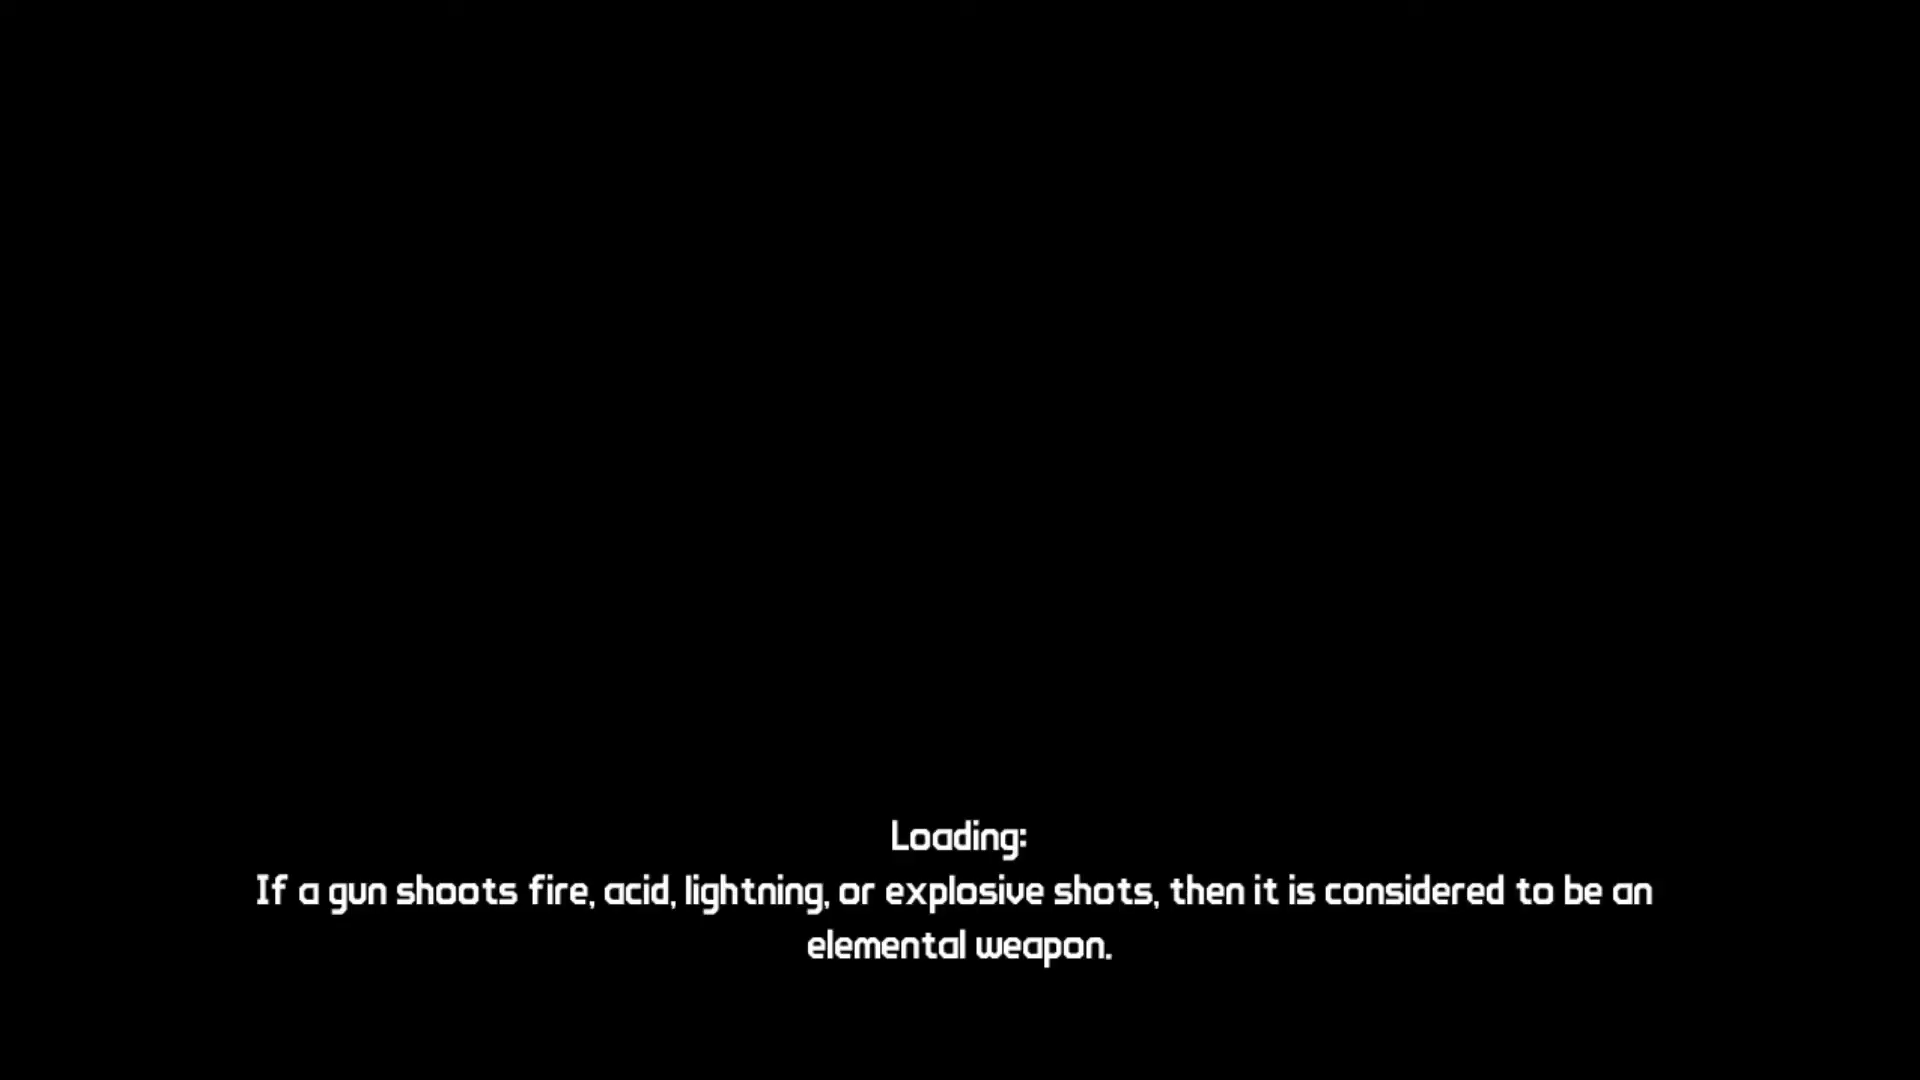 Loading:
If a gun shoots fire, acid, lightning, or explosive shots, then it is considered to be an
elemental weapon.